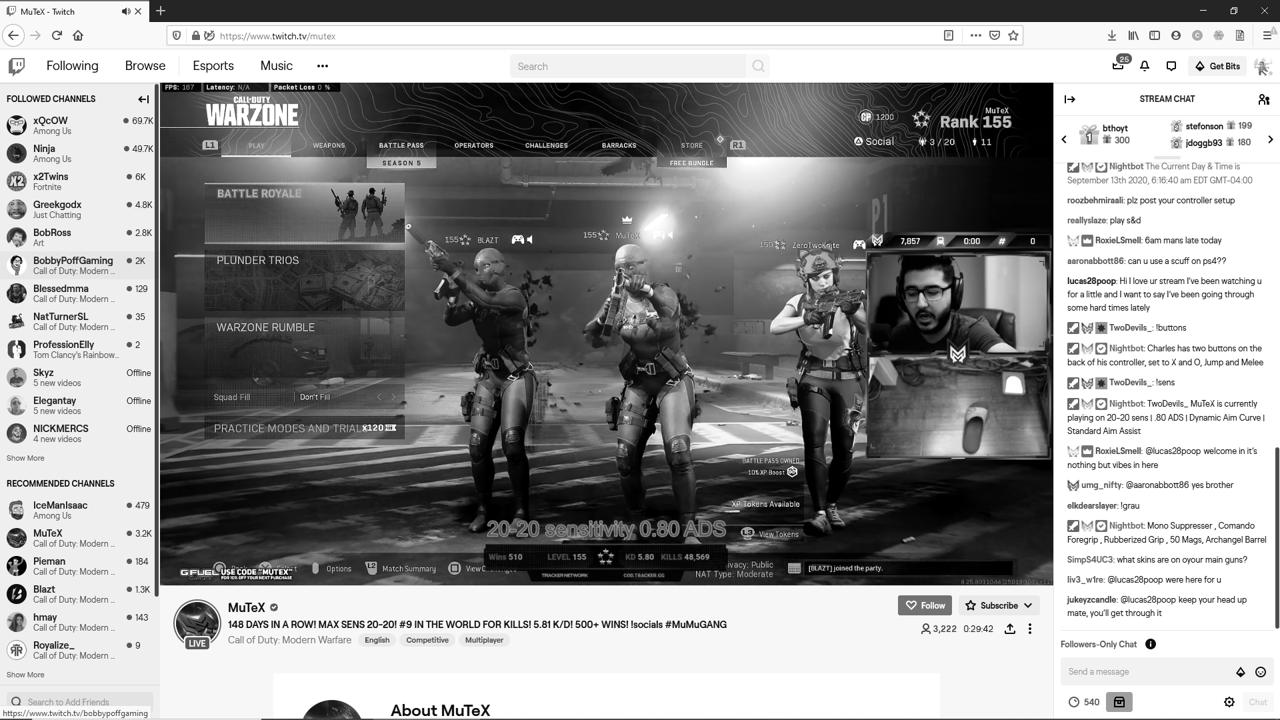 MuTeX - Twitch
https://www.twitch.tv/mutex
Following
Browse
Esports
Music
Search
25
Get Bits
FOLLOWED CHANNELS
xQcOW
69.7K
Among Us
Ninja
49.7K
Among Us
x2Twins
6K
Fortnite
Greekgodx
4.8K
Just Chatting
BobRoss
2.8K
Art
BobbyPoffGaming
2K
Call of Duty: Modern ...
Blessedmma
129
Call of Duty: Modern ...
NatTurnerSL
35
Call of Duty: Modern ...
ProfessionElly
2
Tom Clancy's Rainbow...
Skyz
Offline
5 new videos
Elegantay
Offline
5 new videos
NICKMERCS
Offline
4 new videos
Show More
RECOMMENDED CHANNELS
IceManIsaac
479
Among Us
MuTeX
3.2K
Call of Duty: Modern ...
Pieman
184
Call of Duty: Modern ...
Blazt
1.3K
Call of Duty: Modern ...
hmay
143
Call of Duty: Modern ...
Royalize_
9
Call of Duty: Modern ...
Show More
Search to Add Friends
https://www.twitch.tv/bobbypoffgaming
FPS: 167 Latency: N/A Packet Loss 0 %
CALL OF DUTY
WARZONE
CP 1200
MuTeX
Rank 155
Social
3 / 20
11
L1
PLAY
WEAPONS
BATTLE PASS
OPERATORS
CHALLENGES
BARRACKS
STORE
R1
SEASON 5
FREE BUNDLE
BATTLE ROYALE
PLUNDER TRIOS
WARZONE RUMBLE
Squad Fill
Don't Fill
PRACTICE MODES AND TRIAL
x120
155
BLAZT
155
MuTeX
ZeroTwoKnite
7,857
0:00
# 0
BATTLE PASS OWNED
10% XP Boost
XP Tokens Available
L3 View Tokens
20-20 sensitivity 0.80 ADS
Wins 510
LEVEL 155
KD 5.80
KILLS 48,569
TRACKER NETWORK
COD.TRACKER.GG
G FUEL
USE CODE "MUTEX"
FOR 10% OFF YOUR NEXT PURCHASE
Options
L2 Match Summary
NAT Type: Moderate
[BLAZT] joined the party.
LIVE
MuTeX
148 DAYS IN A ROW! MAX SENS 20-20! #9 IN THE WORLD FOR KILLS! 5.81 K/D! 500+ WINS! !socials #MuMuGANG
Call of Duty: Modern Warfare
English
Competitive
Multiplayer
Follow
Subscribe
3,222
0:29:42
About MuTeX
STREAM CHAT
bthoyt
300
stefonson
199
jdoggb93
180
Nightbot The Current Day & Time is
September 13th 2020, 6:16:40 am EDT GMT-04:00
roozbehmiraali: plz post your controller setup
reallyslaze: play s&d
RoxieLSmell: 6am mans late today
aaronabbott86: can u use a scuff on ps4??
lucas28poop: Hi I love ur stream I've been watching u
for a little and I want to say I've been going through
some hard times lately
TwoDevils_: !buttons
Nightbot: Charles has two buttons on the
back of his controller, set to X and O, Jump and Melee
TwoDevils_: !sens
Nightbot: TwoDevils_ MuTeX is currently
playing on 20-20 sens | .80 ADS | Dynamic Aim Curve |
Standard Aim Assist
RoxieLSmell: @lucas28poop welcome in it's
nothing but vibes in here
umg_nifty: @aaronabbott86 yes brother
elkdearslayer: !grau
Nightbot: Mono Suppresser , Comando
Foregrip , Rubberized Grip , 50 Mags, Archangel Barrel
SimpS4UC3: what skins are on olyour main guns?
liv3_w1re: @lucas28poop were here for u
jukeyzcandle: @lucas28poop keep your head up
mate, you'll get through it
Followers-Only Chat
Send a message
540
Chat